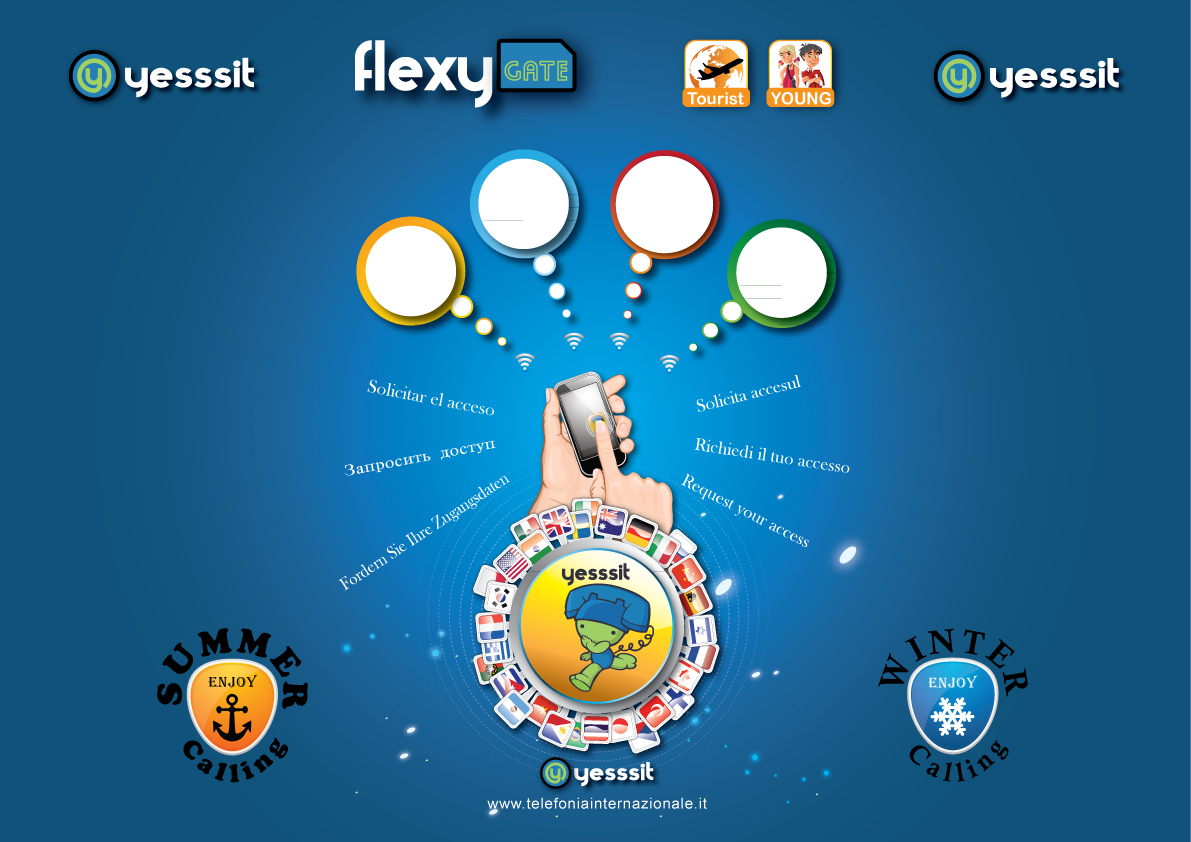 yesssit
flexy GATE
Tourist
YOUNG
yesssit
Solicitar el acceso
Solicita accesul
Запросить доступ
Richiedi il tuo accesso
Fordern Sie Ihre Zugangsdaten
Request your access
yesssit
SUMMER
ENJOY
Calling
WINTER
ENJOY
Calling
yesssit
www.telefoniainternazionale.it